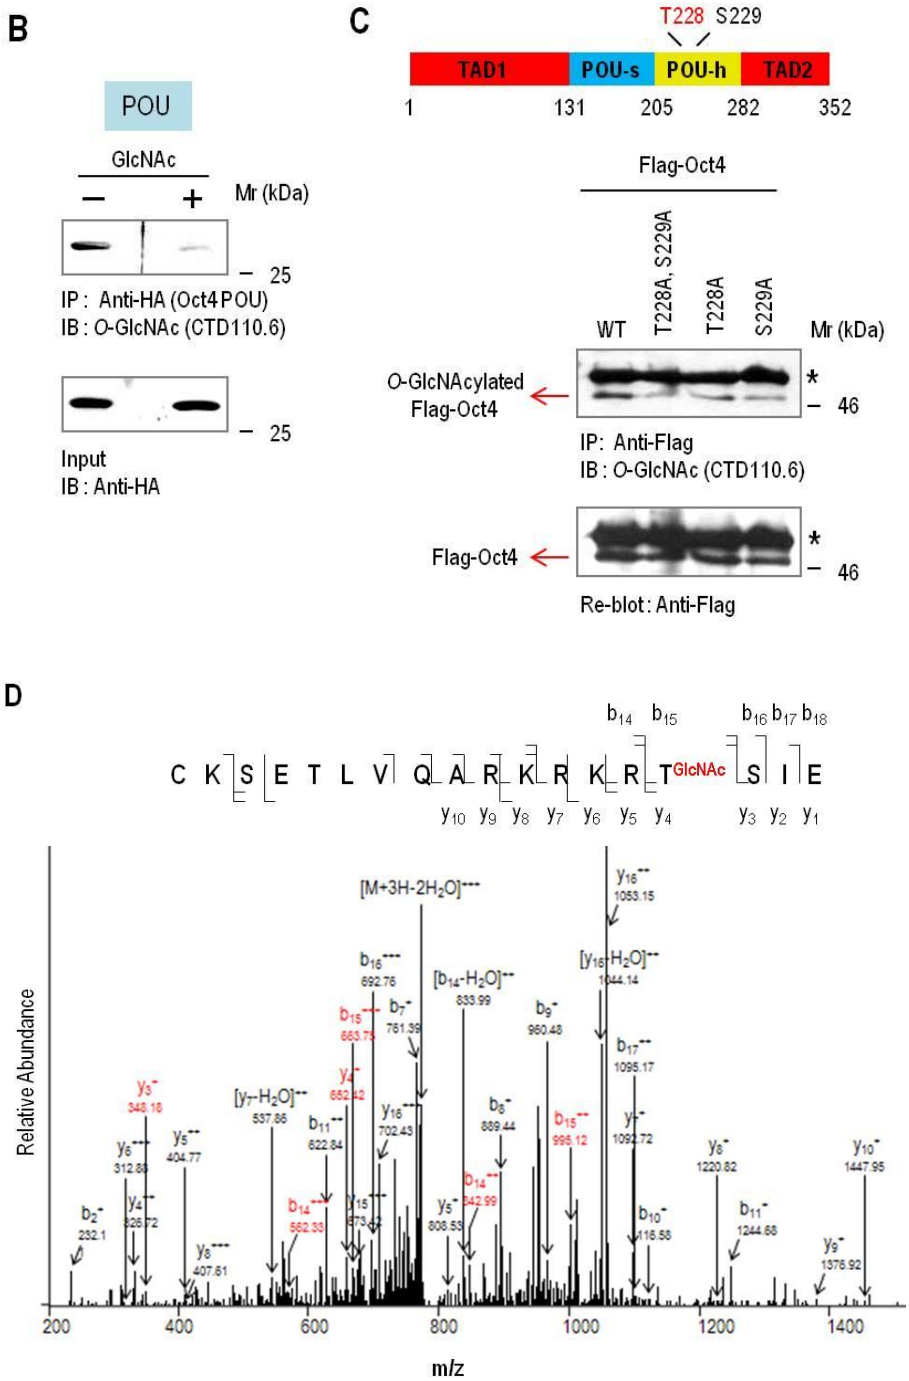 B
POU
GlcNAc
− +
Mr (kDa)
25
IP : Anti-HA (Oct4 POU)
IB : O-GlcNAc (CTD110.6)
25
Input
IB : Anti-HA
C
T228 S229
TAD1 POU-s POU-h TAD2
1 131 205 282 352
Flag-Oct4
WT T228A, S229A T228A S229A Mr (kDa)
O-GlcNAcylated
Flag-Oct4
*
46
IP: Anti-Flag
IB : O-GlcNAc (CTD110.6)
Flag-Oct4
*
46
Re-blot : Anti-Flag
D
b14 b15 b16 b17 b18
C K S E T L V Q A R K R K R T GlcNAc S I E
y10 y9 y8 y7 y6 y5 y4 y3 y2 y1
Relative Abundance
b2+
232.1
y6+++
312.88
y4++
326.72
y3+
348.16
y5++
404.77
y8+++
407.61
[y7-H2O]++
537.86
b14+++
562.33
b11++
622.84
y4+
652.42
b15+++
663.75
y15+++
b16+++
692.76
y16+++
702.43
b7+
761.39
[M+3H-2H2O]+++
y5+
808.53
[b14-H2O]++
833.99
b14++
842.99
b8+
889.44
b9+
960.48
b15++
995.12
[y16-H2O]++
1044.14
y16++
1053.15
y7+
1092.72
b17++
1095.17
b10+
1116.58
y8+
1220.82
b11+
1244.68
y9+
1376.92
y10+
1447.95
200 400 600 800 1000 1200 1400
m/z